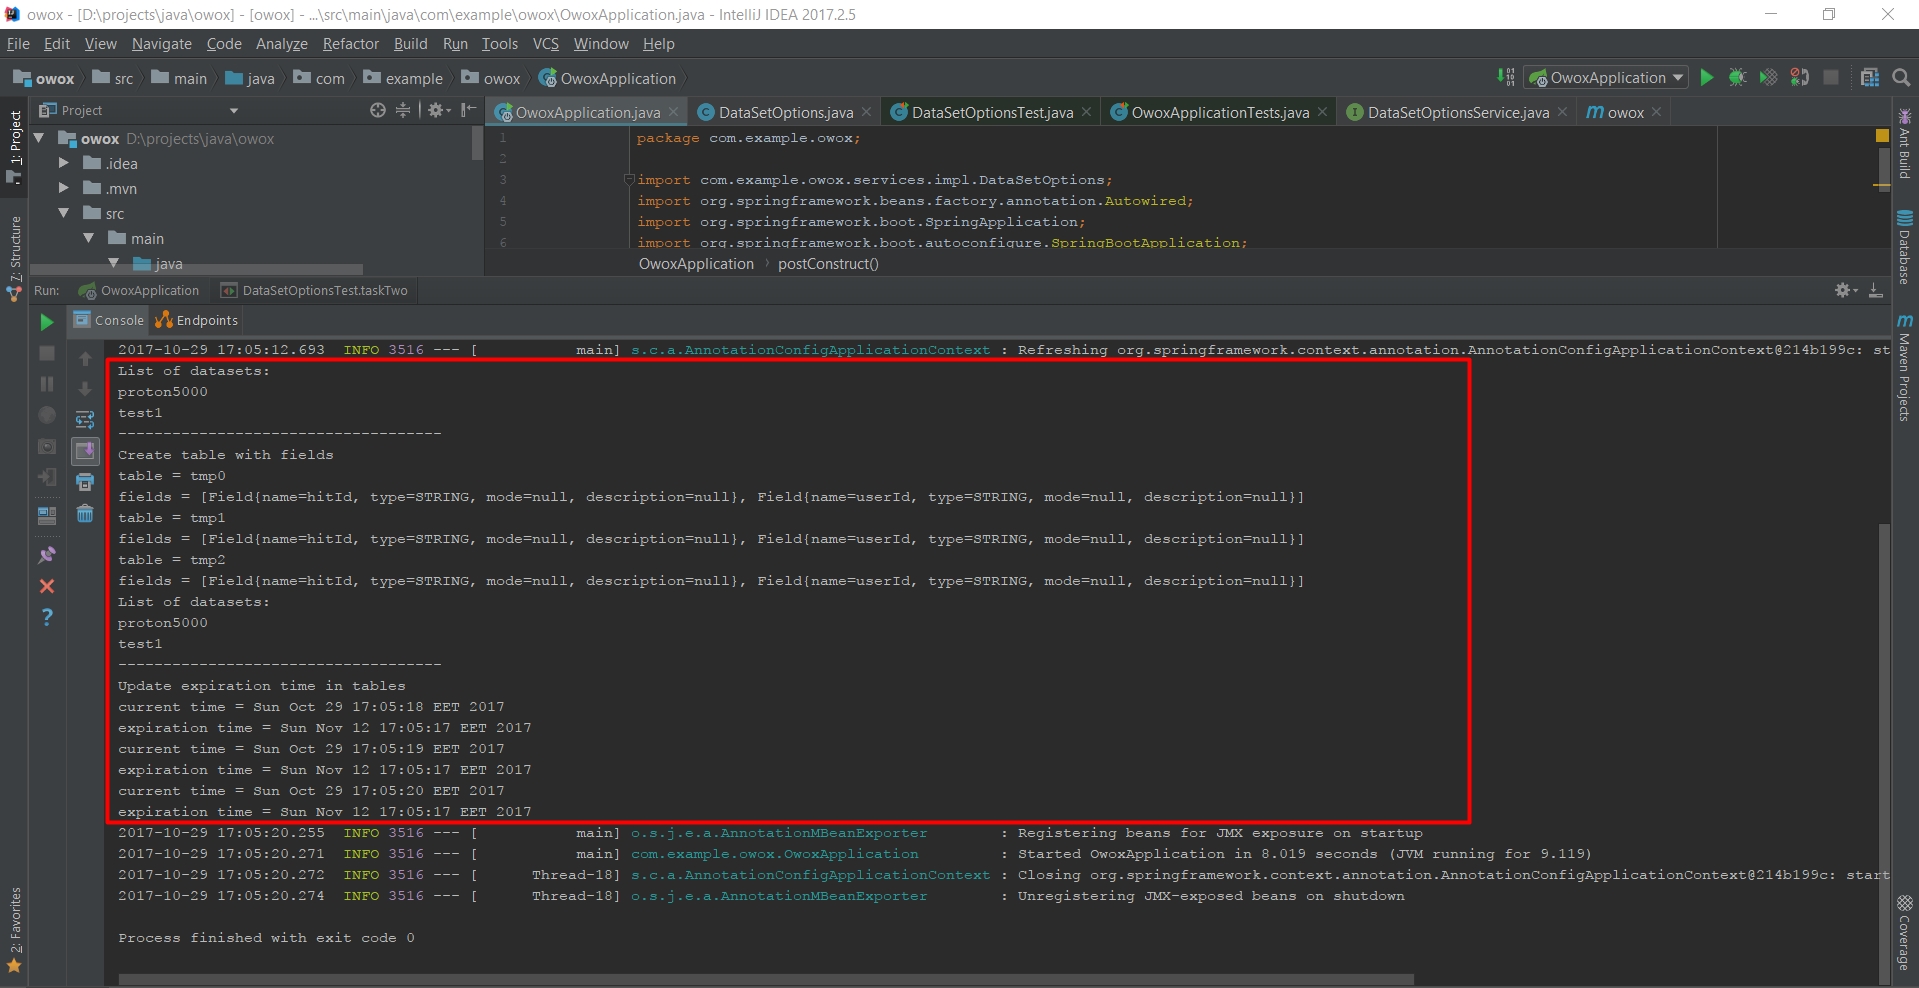 owox - [D:\projects\java\owox] - [owox] - ...\src\main\java\com\example\owox\OwoxApplication.java - IntelliJ IDEA 2017.2.5
File Edit View Navigate Code Analyze Refactor Build Run Tools VCS Window Help
owox src main java com example owox OwoxApplication
OwoxApplication
Project
OwoxApplication.java DataSetOptions.java DataSetOptionsTest.java OwoxApplicationTests.java DataSetOptionsService.java owox
owox D:\projects\java\owox
.idea
.mvn
src
main
java
1 package com.example.owox;
2
3 import com.example.owox.services.impl.DataSetOptions;
4 import org.springframework.beans.factory.annotation.Autowired;
5 import org.springframework.boot.SpringApplication;
6 import org.springframework.boot.autoconfigure.SpringBootApplication;
OwoxApplication postConstruct()
Run: OwoxApplication DataSetOptionsTest.taskTwo
Console Endpoints
2017-10-29 17:05:12.693  INFO 3516 --- [           main] s.c.a.AnnotationConfigApplicationContext : Refreshing org.springframework.context.annotation.AnnotationConfigApplicationContext@214b199c: st
List of datasets:
proton5000
test1
------------------------------------
Create table with fields
table = tmp0
fields = [Field{name=hitId, type=STRING, mode=null, description=null}, Field{name=userId, type=STRING, mode=null, description=null}]
table = tmp1
fields = [Field{name=hitId, type=STRING, mode=null, description=null}, Field{name=userId, type=STRING, mode=null, description=null}]
table = tmp2
fields = [Field{name=hitId, type=STRING, mode=null, description=null}, Field{name=userId, type=STRING, mode=null, description=null}]
List of datasets:
proton5000
test1
------------------------------------
Update expiration time in tables
current time = Sun Oct 29 17:05:18 EET 2017
expiration time = Sun Nov 12 17:05:17 EET 2017
current time = Sun Oct 29 17:05:19 EET 2017
expiration time = Sun Nov 12 17:05:17 EET 2017
current time = Sun Oct 29 17:05:20 EET 2017
expiration time = Sun Nov 12 17:05:17 EET 2017
2017-10-29 17:05:20.255  INFO 3516 --- [           main] o.s.j.e.a.AnnotationMBeanExporter        : Registering beans for JMX exposure on startup
2017-10-29 17:05:20.271  INFO 3516 --- [           main] com.example.owox.OwoxApplication         : Started OwoxApplication in 8.019 seconds (JVM running for 9.119)
2017-10-29 17:05:20.272  INFO 3516 --- [      Thread-18] s.c.a.AnnotationConfigApplicationContext : Closing org.springframework.context.annotation.AnnotationConfigApplicationContext@214b199c: start
2017-10-29 17:05:20.274  INFO 3516 --- [      Thread-18] o.s.j.e.a.AnnotationMBeanExporter        : Unregistering JMX-exposed beans on shutdown
Process finished with exit code 0
1: Project
7: Structure
2: Favorites
Ant Build
Database
Maven Projects
Coverage